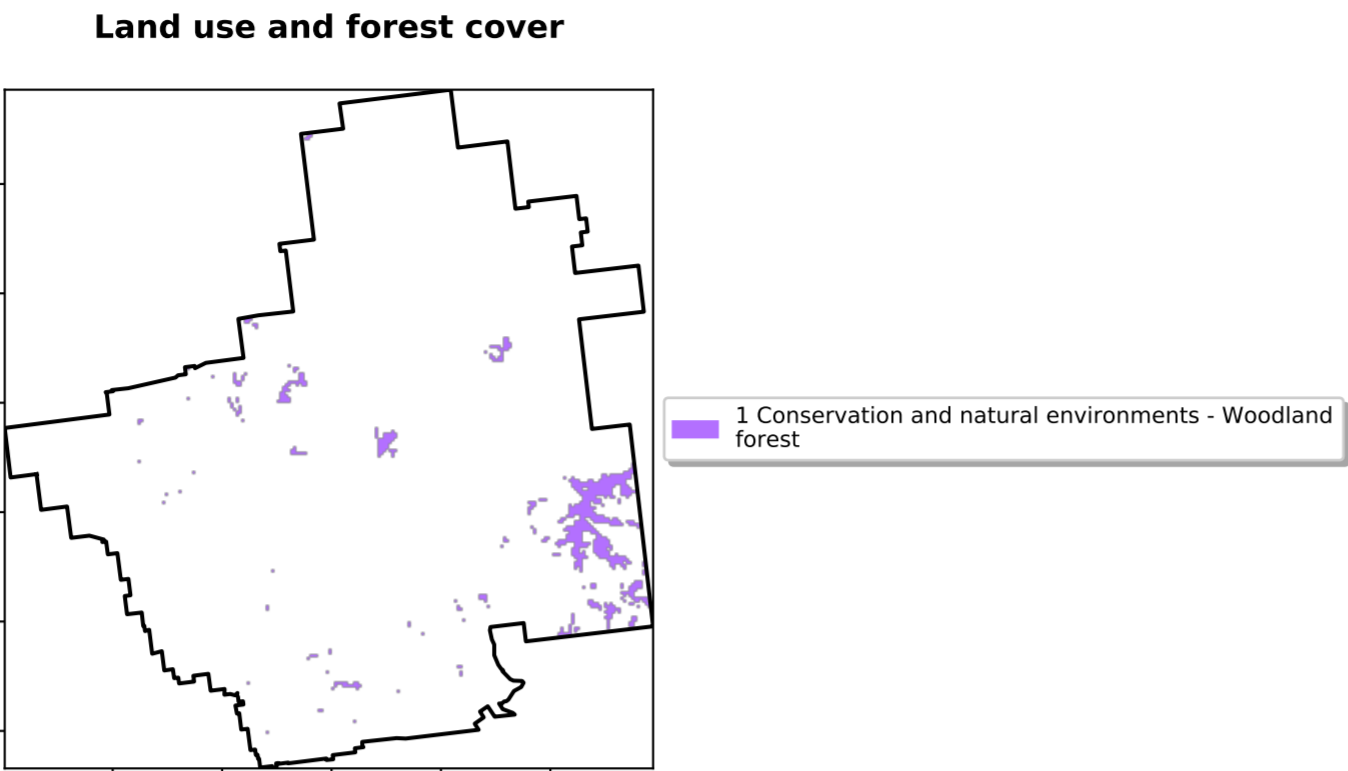 Land use and forest cover
1 Conservation and natural environments - Woodland
forest